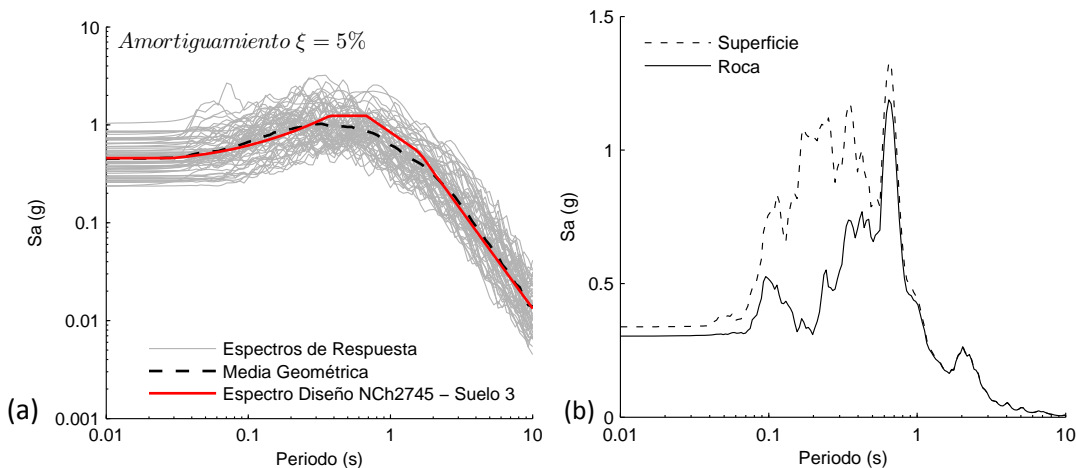 Amortiguamiento ξ = 5%
10
1
0.1
0.01
0.001
Sa (g)
0.01
0.1
1
10
Periodo (s)
Espectros de Respuesta
Media Geométrica
Espectro Diseño NCh2745 – Suelo 3
(a)
1.5
1
0.5
0
Sa (g)
0.01
0.1
1
10
Periodo (s)
Superficie
Roca
(b)